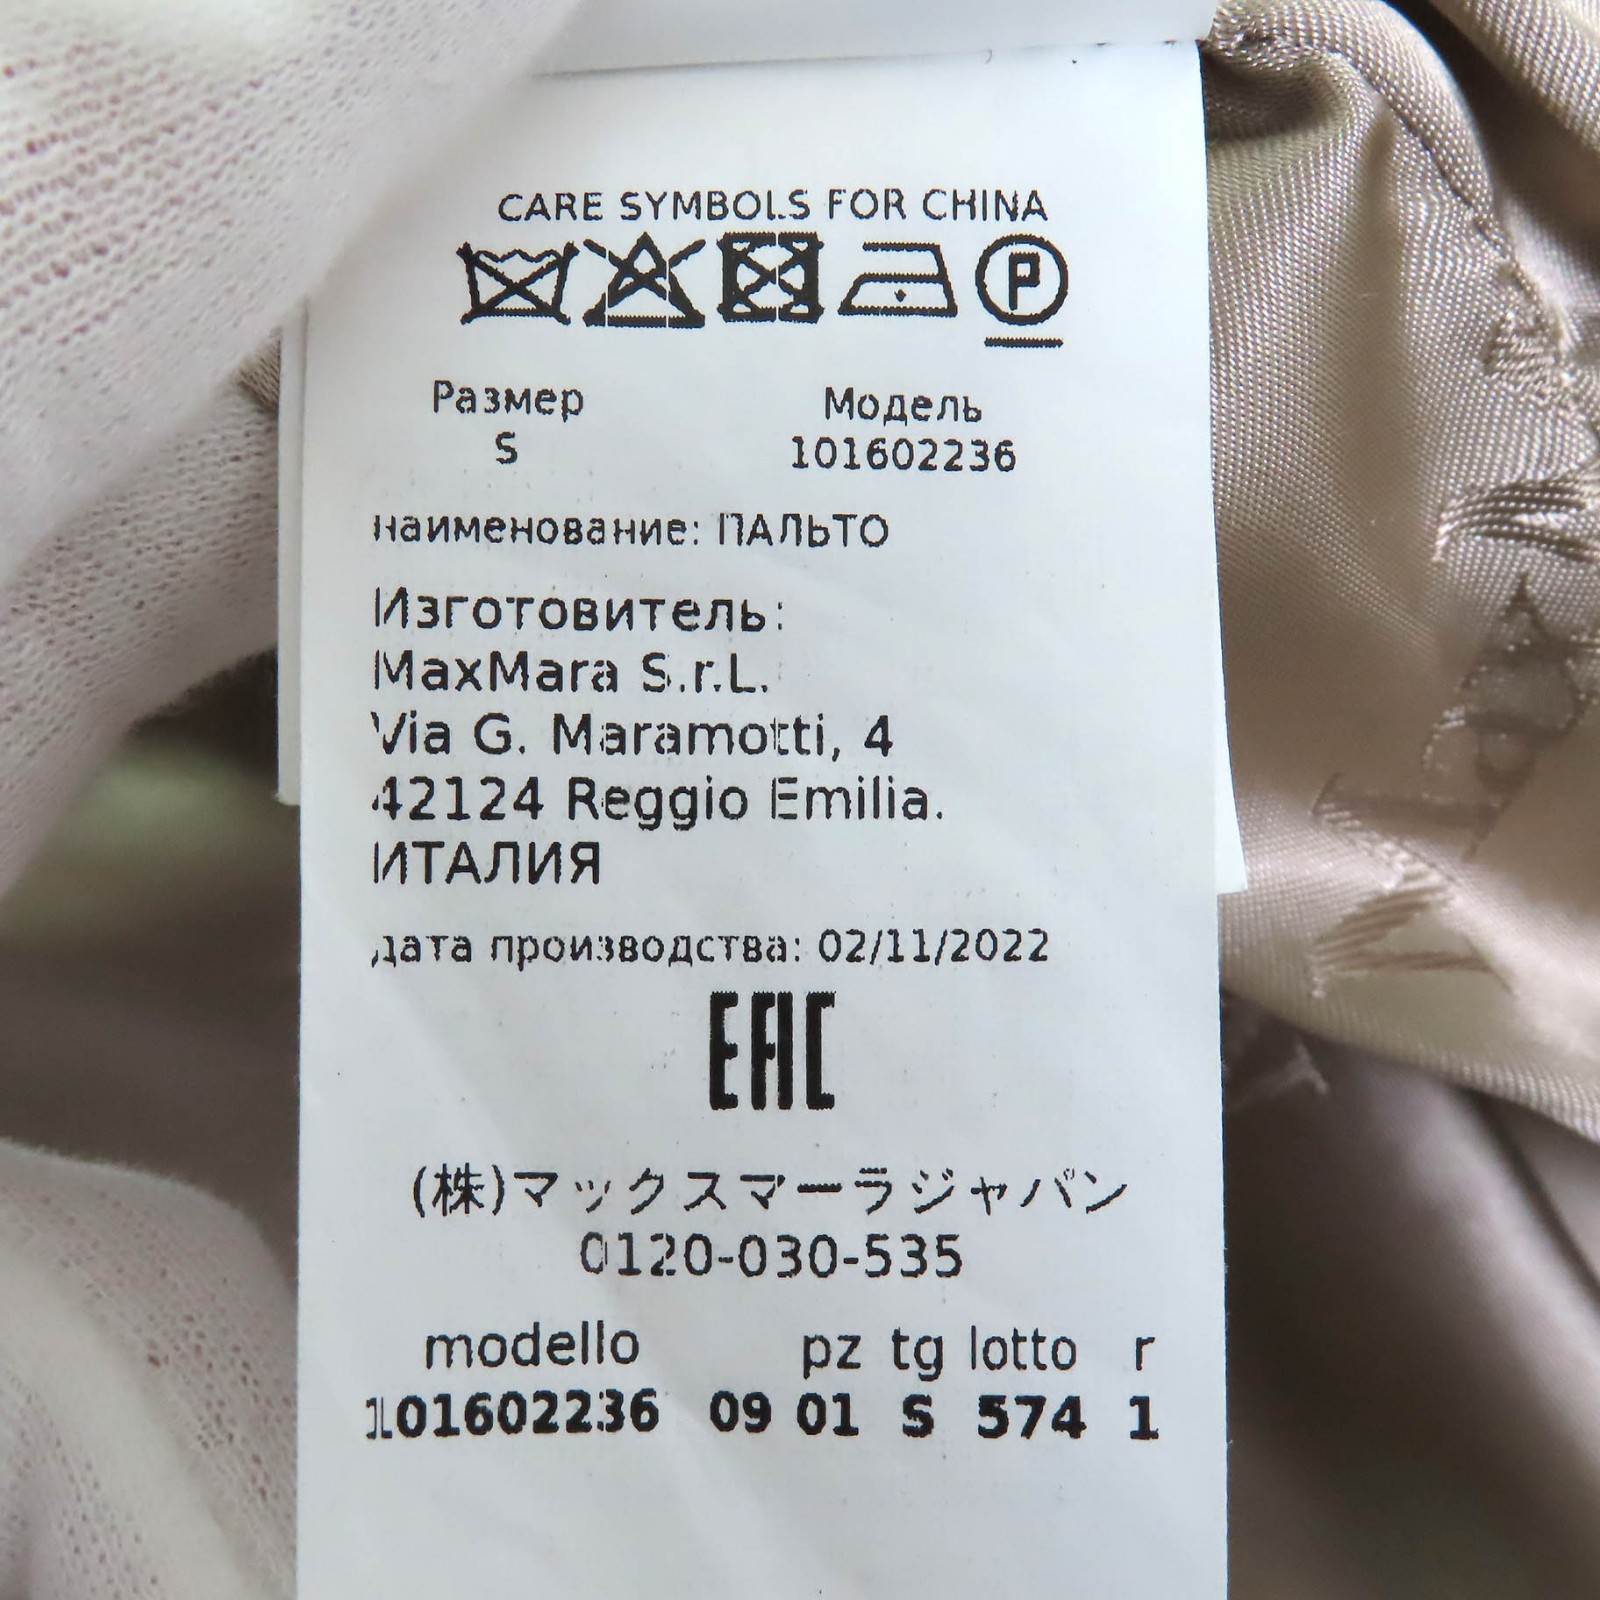 CARE SYMBOLS FOR CHINA
P
Размер Модель
S 101602236
наименование: ПАЛЬТО
Изготовитель:
MaxMara S.r.L.
Via G. Maramotti, 4
42124 Reggio Emilia.
ИТАЛИЯ
дата производства: 02/11/2022
EAC
(株)マックスマーラジャパン
0120-030-535
modello pz tg lotto r
101602236 09 01 S 574 1